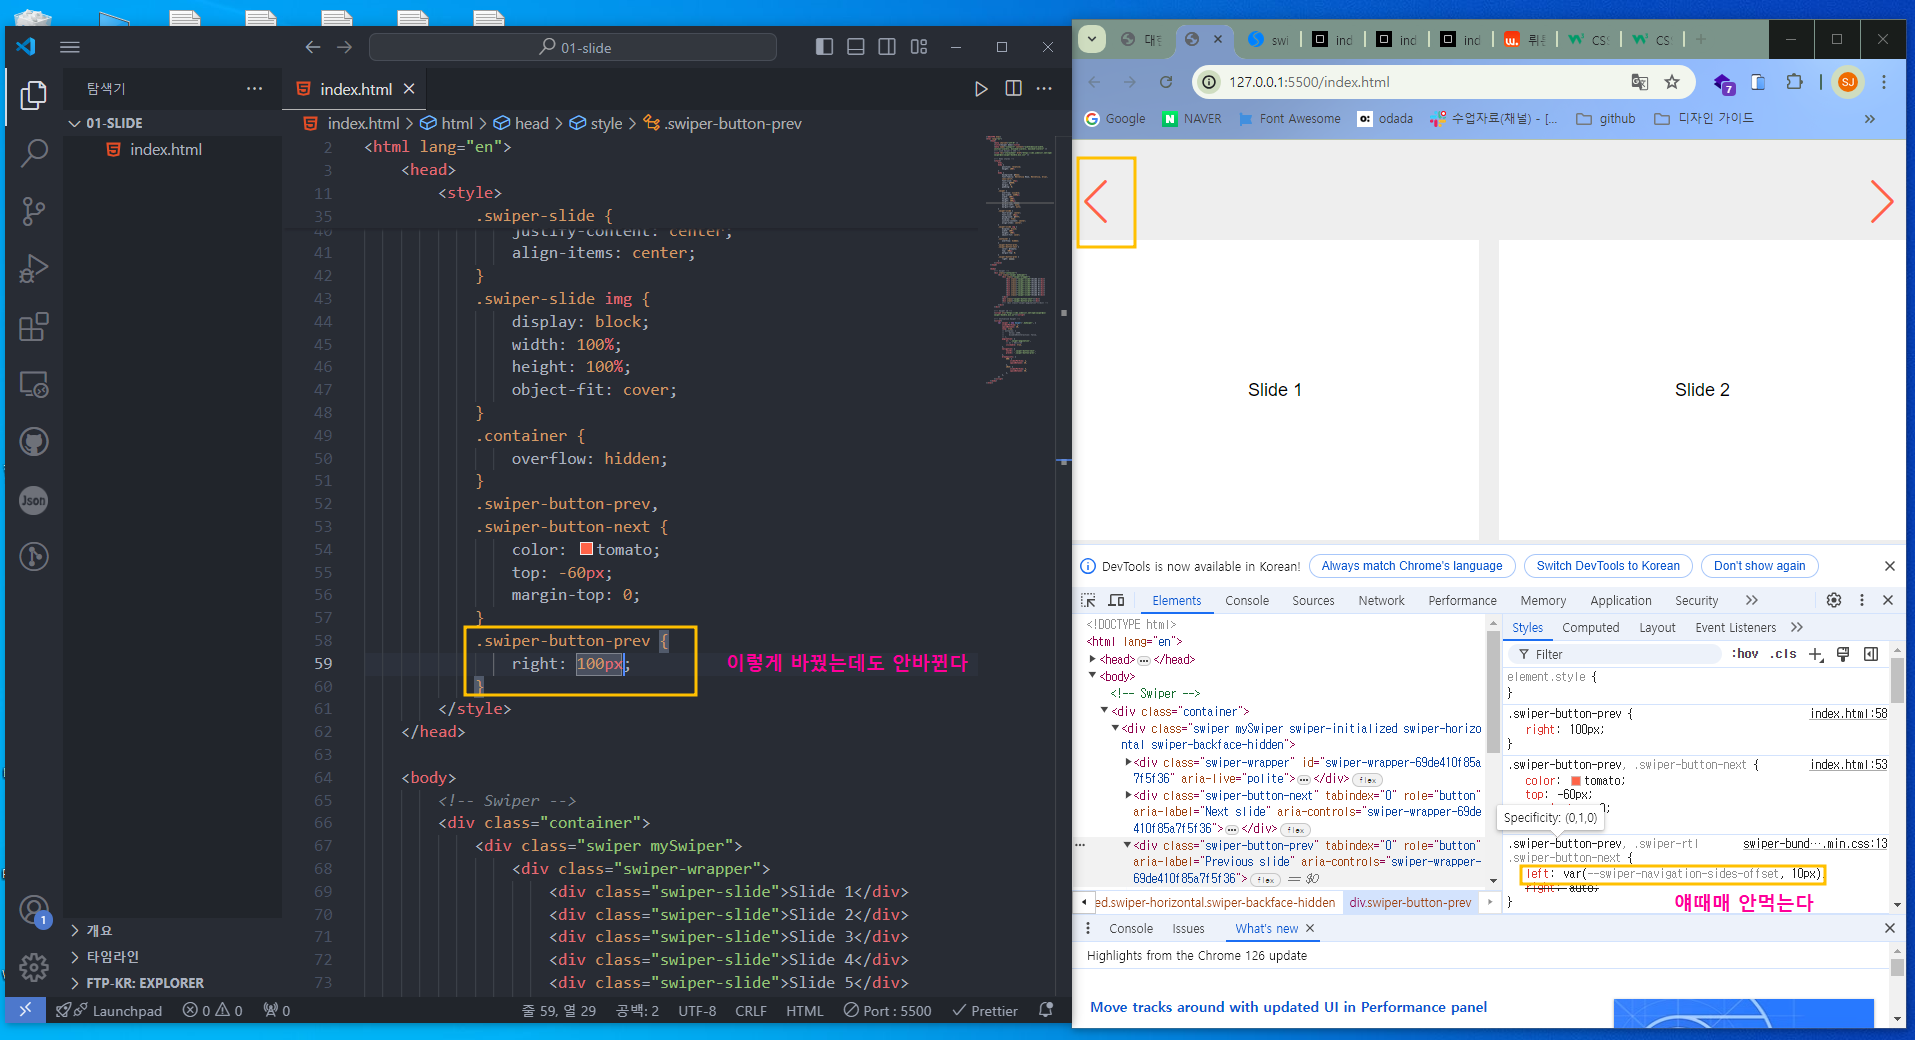 01-slide
탐색기
index.html
01-SLIDE
index.html
index.html > html > head > style > .swiper-button-prev
2 <html lang="en">
3 <head>
11 <style>
35 .swiper-slide {
40 justify-content: center;
41 align-items: center;
42 }
43 .swiper-slide img {
44 display: block;
45 width: 100%;
46 height: 100%;
47 object-fit: cover;
48 }
49 .container {
50 overflow: hidden;
51 }
52 .swiper-button-prev,
53 .swiper-button-next {
54 color: tomato;
55 top: -60px;
56 margin-top: 0;
57 }
58 .swiper-button-prev {
59 right: 100px;
이렇게 바꿨는데도 안바뀐다
60 }
61 </style>
62 </head>
63
64 <body>
65 <!-- Swiper -->
66 <div class="container">
67 <div class="swiper mySwiper">
68 <div class="swiper-wrapper">
69 <div class="swiper-slide">Slide 1</div>
70 <div class="swiper-slide">Slide 2</div>
71 <div class="swiper-slide">Slide 3</div>
72 <div class="swiper-slide">Slide 4</div>
73 <div class="swiper-slide">Slide 5</div>
Json
1
개요
타임라인
FTP-KR: EXPLORER
Launchpad 0 0 0 줄 59, 열 29 공백: 2 UTF-8 CRLF HTML Port : 5500 Prettier
대한 swi ind ind ind w. 튀 CS CS
127.0.0.1:5500/index.html
7
SJ
Google NAVER Font Awesome odada 수업자료(채널) - [... github 디자인 가이드
Slide 1
Slide 2
DevTools is now available in Korean! Always match Chrome's language Switch DevTools to Korean Don't show again
Elements Console Sources Network Performance Memory Application Security
<!DOCTYPE html>
<html lang="en">
<head> … </head>
<body>
<!-- Swiper -->
<div class="container">
<div class="swiper mySwiper swiper-initialized swiper-horizo
ntal swiper-backface-hidden">
<div class="swiper-wrapper" id="swiper-wrapper-69de410f85a
7f5f36" aria-live="polite"> … </div> flex
<div class="swiper-button-next" tabindex="0" role="button"
aria-label="Next slide" aria-controls="swiper-wrapper-69de
410f85a7f5f36"> … </div> flex
<div class="swiper-button-prev" tabindex="0" role="button"
aria-label="Previous slide" aria-controls="swiper-wrapper-
69de410f85a7f5f36"> flex == $0
ed.swiper-horizontal.swiper-backface-hidden div.swiper-button-prev
Styles Computed Layout Event Listeners
Filter :hov .cls
element.style {
}
.swiper-button-prev { index.html:58
right: 100px;
}
.swiper-button-prev, .swiper-button-next { index.html:53
color: tomato;
top: -60px;
0;
Specificity: (0,1,0)
.swiper-button-prev, .swiper-rtl swiper-bund….min.css:13
.swiper-button-next {
left: var(--swiper-navigation-sides-offset, 10px)
right: auto;
}
얘때매 안먹는다
Console Issues What's new
Highlights from the Chrome 126 update
Move tracks around with updated UI in Performance panel